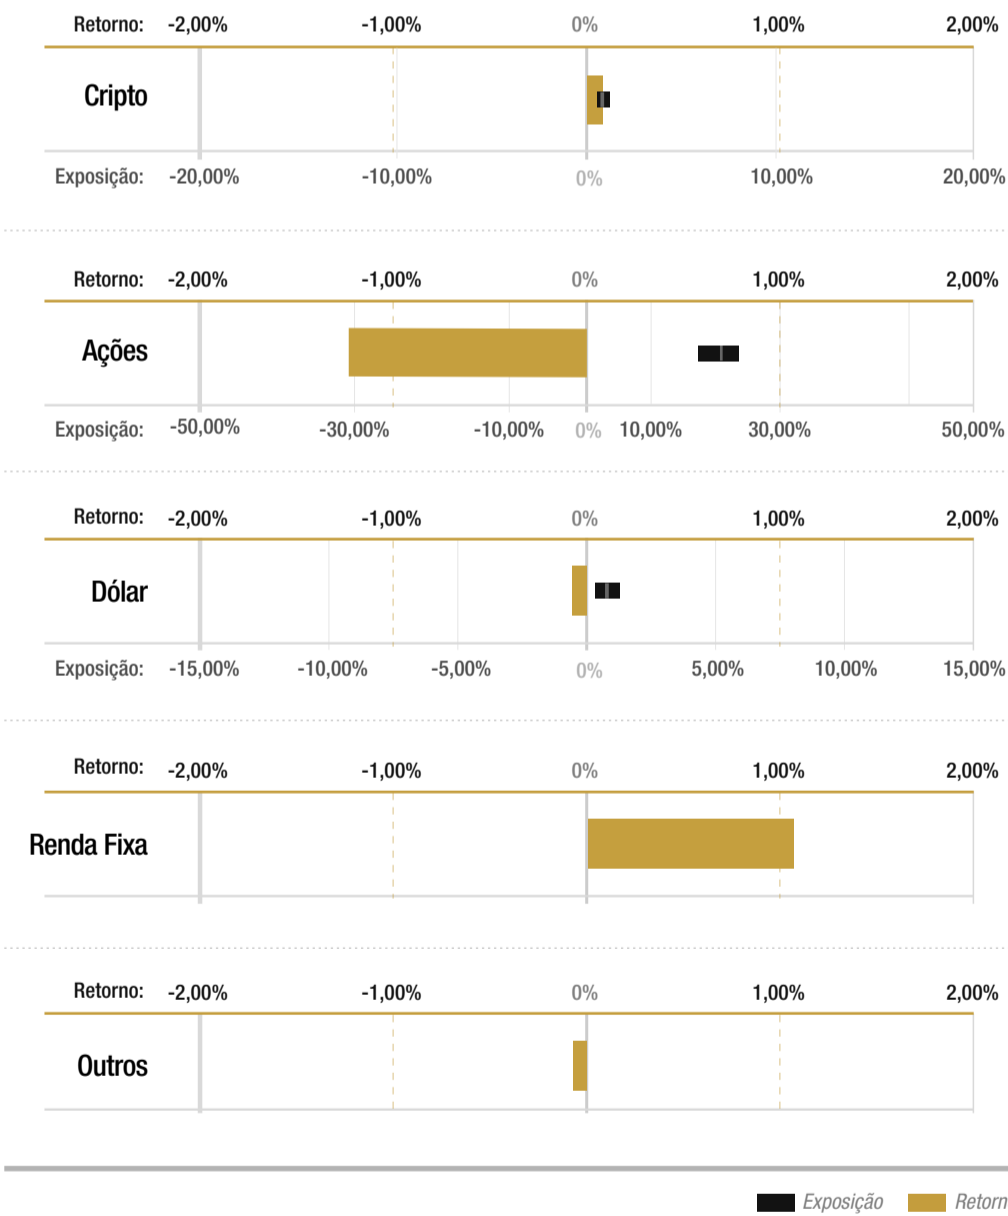 Retorno: -2,00% -1,00% 0% 1,00% 2,00%
Cripto
Exposição: -20,00% -10,00% 0% 10,00% 20,00%
Retorno: -2,00% -1,00% 0% 1,00% 2,00%
Ações
Exposição: -50,00% -30,00% -10,00% 0% 10,00% 30,00% 50,00%
Retorno: -2,00% -1,00% 0% 1,00% 2,00%
Dólar
Exposição: -15,00% -10,00% -5,00% 0% 5,00% 10,00% 15,00%
Retorno: -2,00% -1,00% 0% 1,00% 2,00%
Renda Fixa
Retorno: -2,00% -1,00% 0% 1,00% 2,00%
Outros
Exposição Retorn